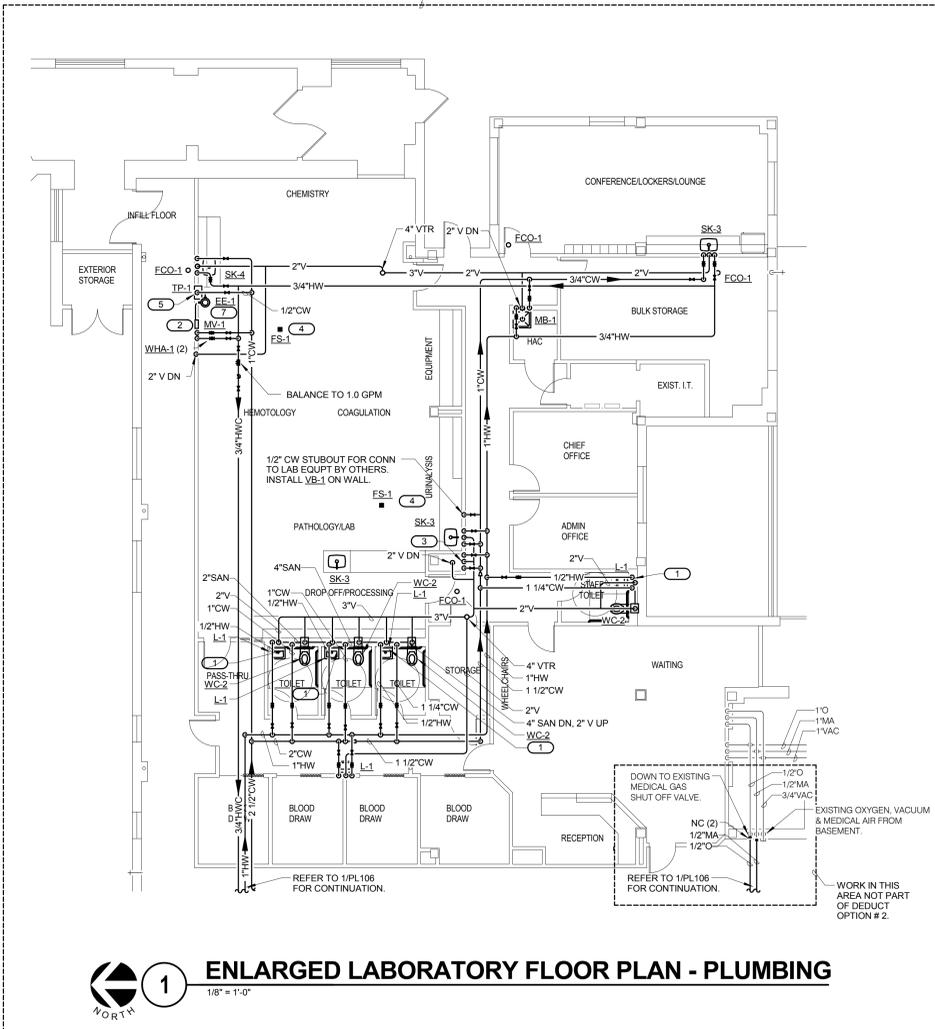 CHEMISTRY
CONFERENCE/LOCKERS/LOUNGE
INFILL FLOOR
4" VTR
2" V DN
FCO-1
SK-3
EXTERIOR
STORAGE
FCO-1
SK-4
2"V
3"V
2"V
2"V
3/4"CW
FCO-1
3/4"HW
TP-1
EE-1
5
7
1/2"CW
2
MV-1
4
FS-1
MB-1
BULK STORAGE
HAC
3/4"HW
WHA-1 (2)
1"CW
EQUIPMENT
2" V DN
1"CW
EXIST. I.T.
BALANCE TO 1.0 GPM
3/4"HWC
HEMOTOLOGY
COAGULATION
1"HW
CHIEF
OFFICE
1/2" CW STUBOUT FOR CONN
TO LAB EQUPT BY OTHERS.
INSTALL VB-1 ON WALL.
URINALYSIS
FS-1
4
SK-3
PATHOLOGY/LAB
3
ADMIN
OFFICE
2" V DN
2"V
L-1
1
SK-3
WC-2
L-1
1/2"HW
1 1/4"CW
STAFF
TOILET
2"SAN
4"SAN
DROP OFF/PROCESSING
FCO-1
2"V
1"CW
1/2"HW
3"V
3"V
2"V
WC-2
1"CW
1/2"HW
L-1
1
PASS-THRU
WC-2
L-1
TOILET
1
TOILET
TOILET
STORAGE
WHEELCHAIRS
4" VTR
1"HW
1 1/2"CW
WAITING
2"V
4" SAN DN, 2" V UP
WC-2
1
1 1/4"CW
1/2"HW
2"CW
1"HW
1 1/2"CW
L-1
1"O
1"MA
1"VAC
3/4"HWC
2 1/2"CW
1"HW
BLOOD
DRAW
BLOOD
DRAW
BLOOD
DRAW
RECEPTION
DOWN TO EXISTING
MEDICAL GAS
SHUT OFF VALVE.
1/2"O
1/2"MA
3/4"VAC
NC (2)
1/2"MA
1/2"O
EXISTING OXYGEN, VACUUM
& MEDICAL AIR FROM
BASEMENT.
REFER TO 1/PL106
FOR CONTINUATION.
REFER TO 1/PL106
FOR CONTINUATION.
WORK IN THIS
AREA NOT PART
OF DEDUCT
OPTION # 2.
NORTH
1
ENLARGED LABORATORY FLOOR PLAN - PLUMBING
1/8" = 1'-0"